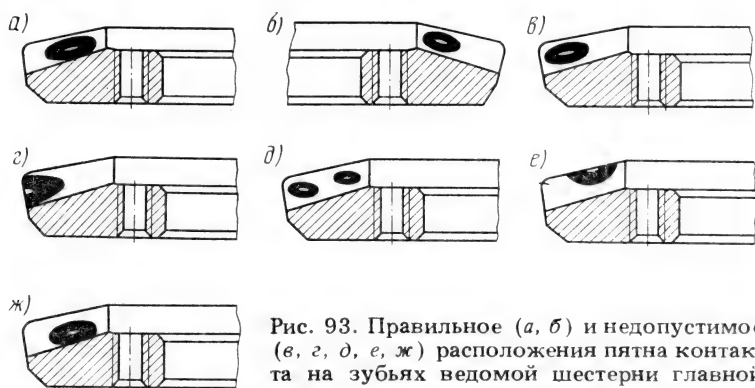 а)
б)
в)
г)
д)
е)
ж)
Рис. 93. Правильное (а, б) и недопустимое
(в, г, д, е, ж) расположения пятна контак-
та на зубьях ведомой шестерни главной